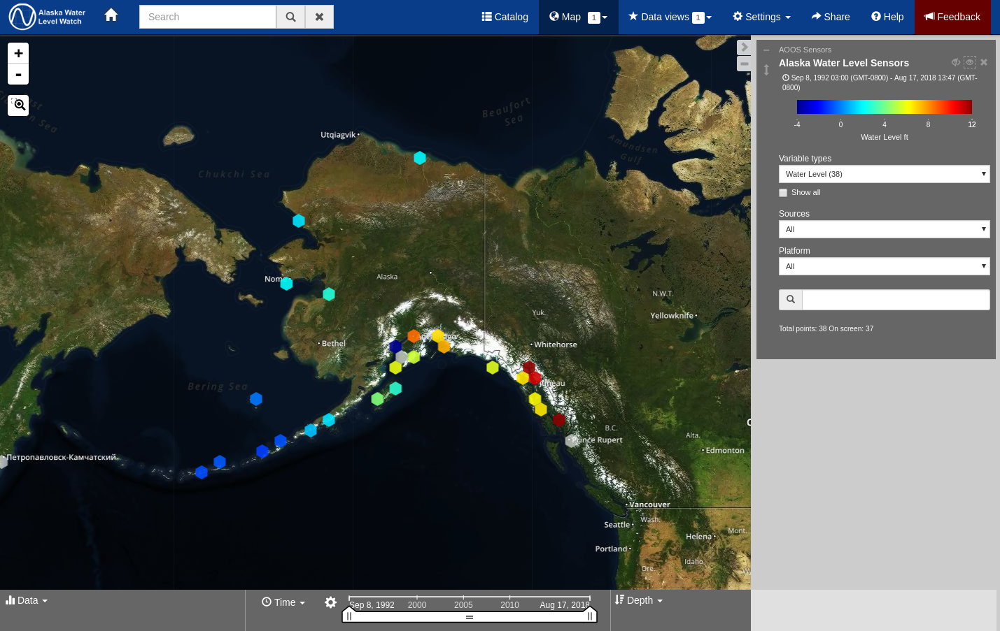 Alaska Water
Level Watch
Search
Catalog
Map 1
Data views 1
Settings
Share
Help
Feedback
+
-
Beaufort
Sea
Utqiagvik
Amundsen
Gulf
Chukchi Sea
Nome
Alaska
N.W.T.
Yuk.
Yellowknife
Bethel
Whitehorse
Bering Sea
B.C.
Prince Rupert
Alta.
Edmonton
Петропавловск-Камчатский
Vancouver
Seattle
Wash.
Mont.
Helena
Portland
Idaho
Ore.
AOOS Sensors
Alaska Water Level Sensors
Sep 8, 1992 03:00 (GMT-0800) - Aug 17, 2018 13:47 (GMT-
0800)
-4 0 4 8 12
Water Level ft
Variable types
Water Level (38)
Show all
Sources
All
Platform
All
Total points: 38 On screen: 37
Data
Time
Sep 8, 1992 2000 2005 2010 Aug 17, 2018
Depth